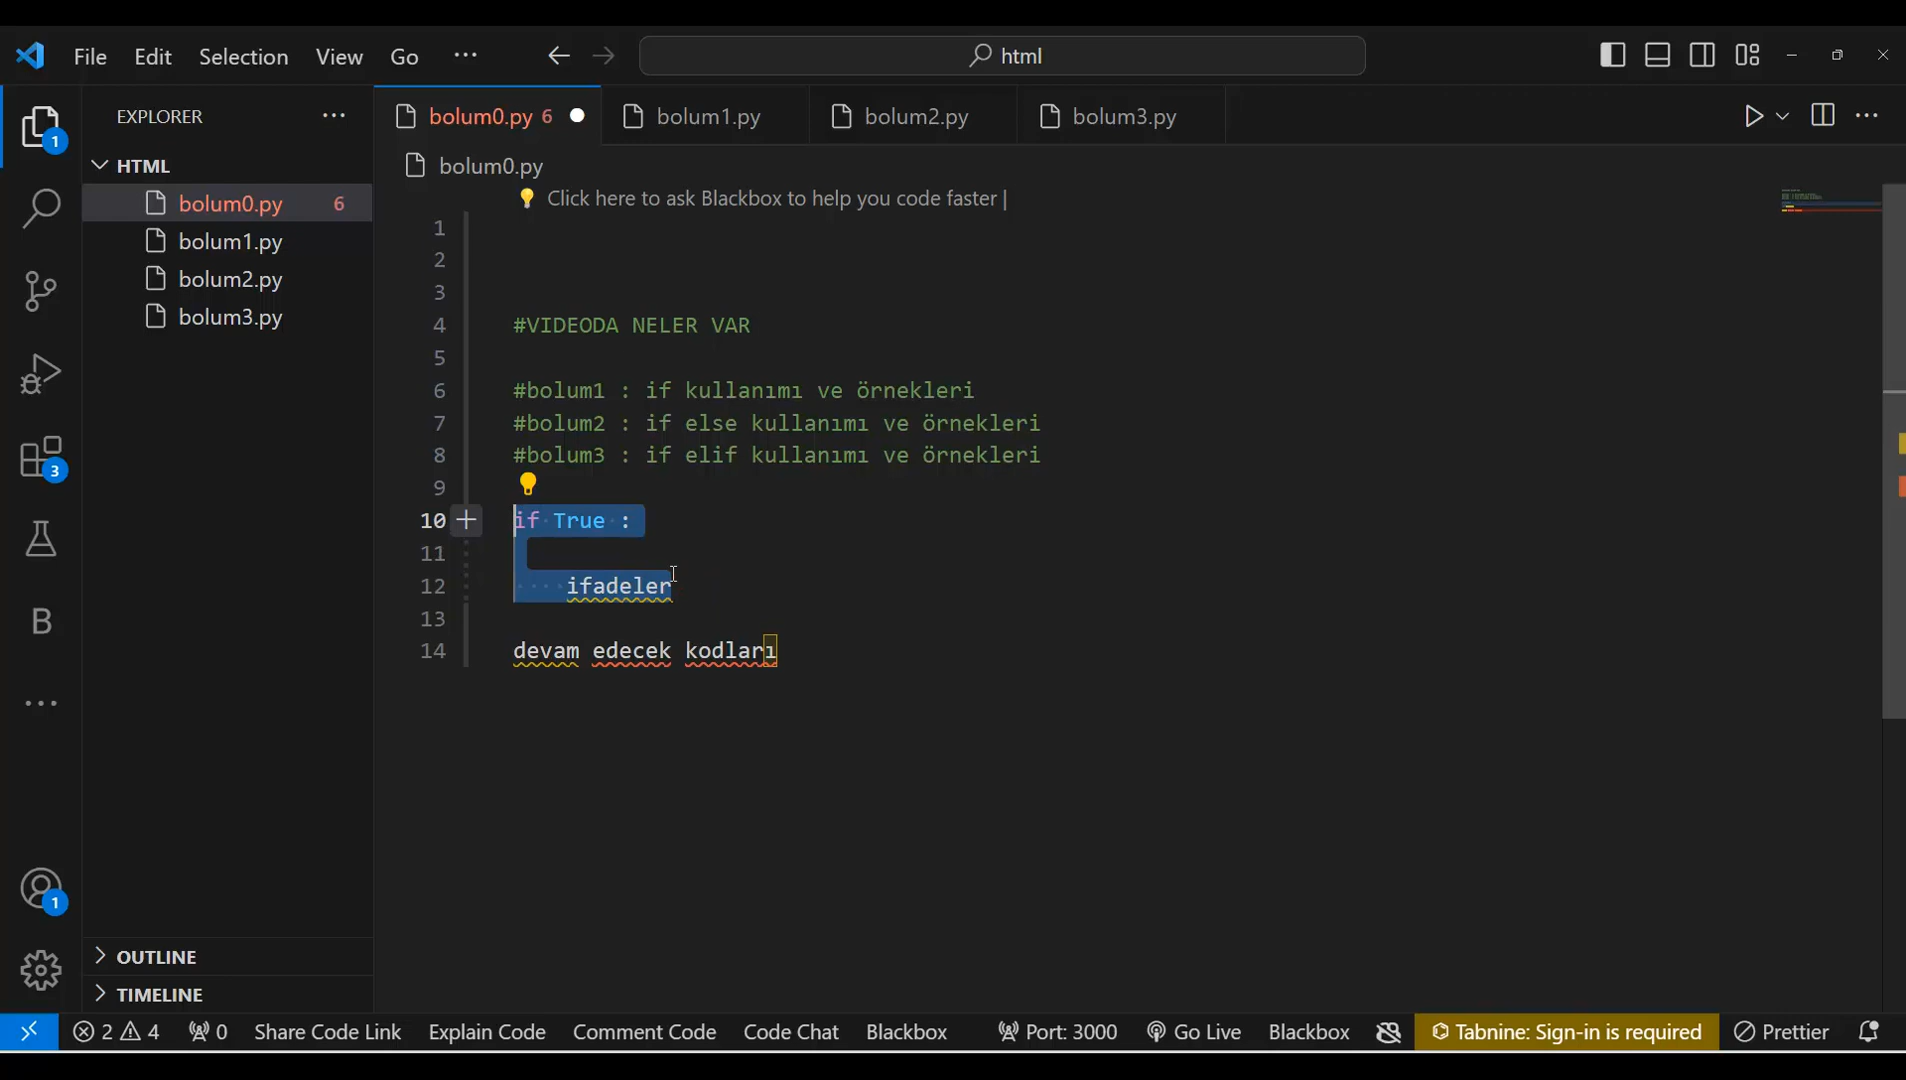 File Edit Selection View Go ··· html
EXPLORER ···
bolum0.py 6 bolum1.py bolum2.py bolum3.py
HTML
bolum0.py 6
bolum1.py
bolum2.py
bolum3.py
bolum0.py
Click here to ask Blackbox to help you code faster |
1
2
3
4 #VIDEODA NELER VAR
5
6 #bolum1 : if kullanımı ve örnekleri
7 #bolum2 : if else kullanımı ve örnekleri
8 #bolum3 : if elif kullanımı ve örnekleri
9
10 if True :
11
12 ifadeler
13
14 devam edecek kodları
1
3
B
1
OUTLINE
TIMELINE
2 4 0 Share Code Link Explain Code Comment Code Code Chat Blackbox Port: 3000 Go Live Blackbox Tabnine: Sign-in is required Prettier